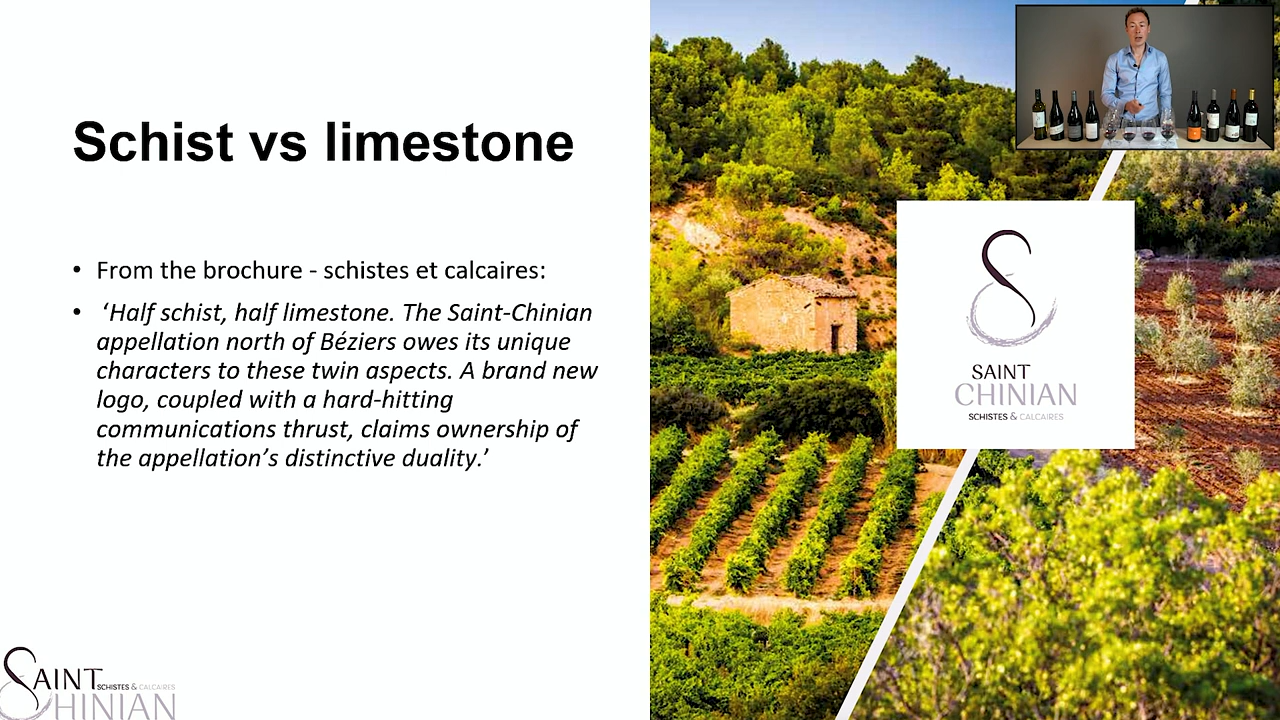 Schist vs limestone
• From the brochure - schistes et calcaires:
• ‘Half schist, half limestone. The Saint-Chinian
appellation north of Béziers owes its unique
characters to these twin aspects. A brand new
logo, coupled with a hard-hitting
communications thrust, claims ownership of
the appellation’s distinctive duality.’
SAINT
CHINIAN
SCHISTES & CALCAIRES
SAINT SCHISTES & CALCAIRES
CHINIAN